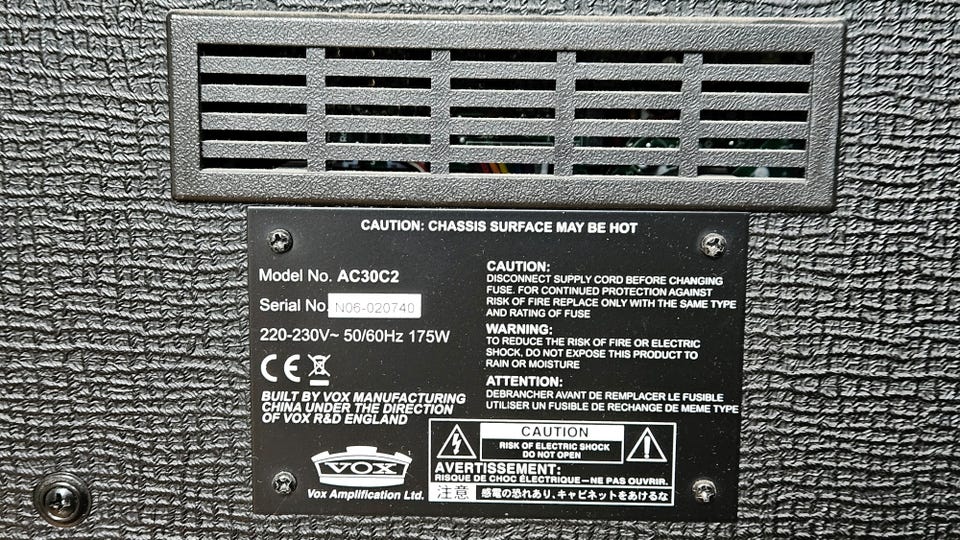 CAUTION: CHASSIS SURFACE MAY BE HOT
Model No. AC30C2
Serial No. N06-020740
220-230V~ 50/60Hz 175W
CE
BUILT BY VOX MANUFACTURING
CHINA UNDER THE DIRECTION
OF VOX R&D ENGLAND
VOX
Vox Amplification Ltd.
CAUTION:
DISCONNECT SUPPLY CORD BEFORE CHANGING
FUSE. FOR CONTINUED PROTECTION AGAINST
RISK OF FIRE REPLACE ONLY WITH THE SAME TYPE
AND RATING OF FUSE
WARNING:
TO REDUCE THE RISK OF FIRE OR ELECTRIC
SHOCK, DO NOT EXPOSE THIS PRODUCT TO
RAIN OR MOISTURE
ATTENTION:
DEBRANCHER AVANT DE REMPLACER LE FUSIBLE
UTILISER UN FUSIBLE DE RECHANGE DE MEME TYPE
CAUTION
RISK OF ELECTRIC SHOCK
DO NOT OPEN
AVERTISSEMENT:
RISQUE DE CHOC ÉLECTRIQUE–NE PAS OUVRIR.
注意 感電の恐れあり、キャビネットをあけるな